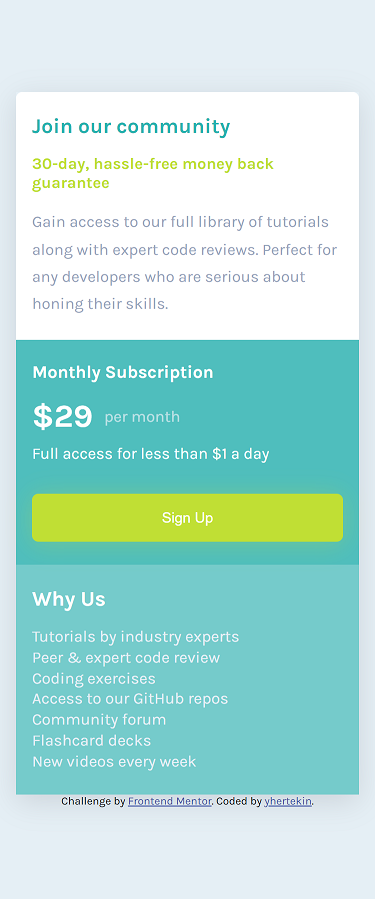 Join our community
30-day, hassle-free money back
guarantee
Gain access to our full library of tutorials
along with expert code reviews. Perfect for
any developers who are serious about
honing their skills.
Monthly Subscription
$29 per month
Full access for less than $1 a day
Sign Up
Why Us
Tutorials by industry experts
Peer & expert code review
Coding exercises
Access to our GitHub repos
Community forum
Flashcard decks
New videos every week
Challenge by Frontend Mentor. Coded by yhertekin.